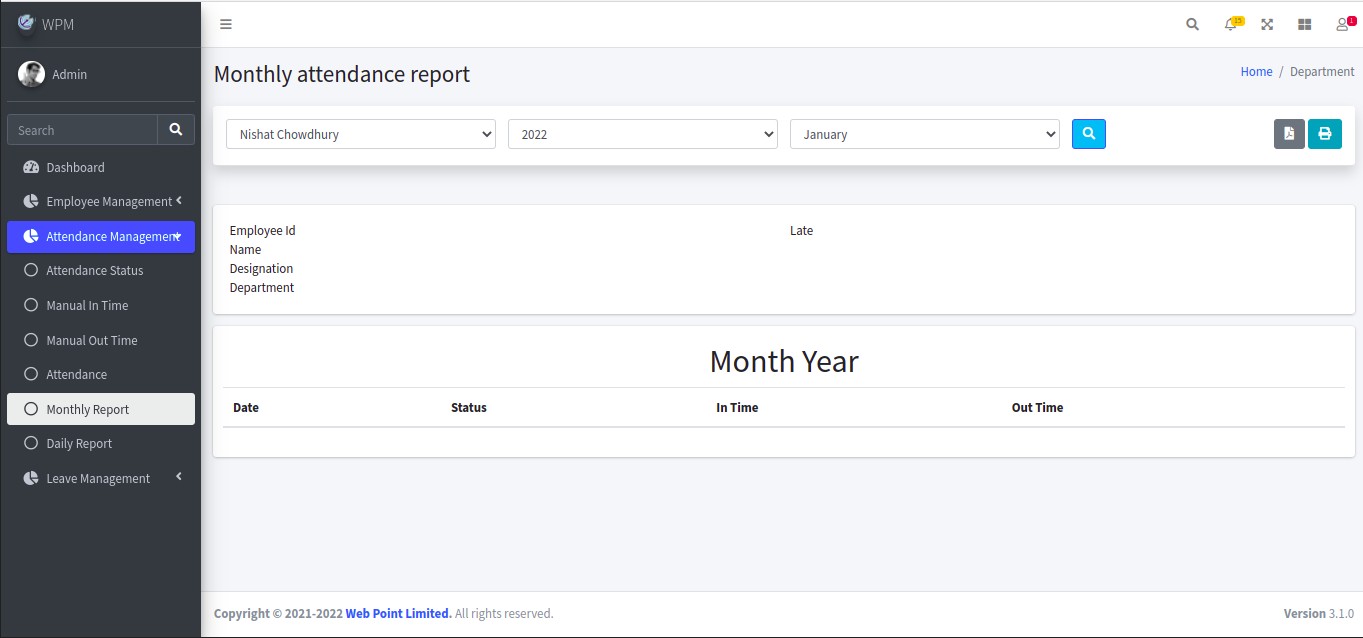 WPM
15
1
Admin
Monthly attendance report
Home / Department
Search
Nishat Chowdhury
2022
January
Dashboard
Employee Management
Attendance Management
Attendance Status
Manual In Time
Manual Out Time
Attendance
Monthly Report
Daily Report
Leave Management
Employee Id
Late
Name
Designation
Department
Month Year
Date Status In Time Out Time
Copyright © 2021-2022 Web Point Limited. All rights reserved.
Version 3.1.0